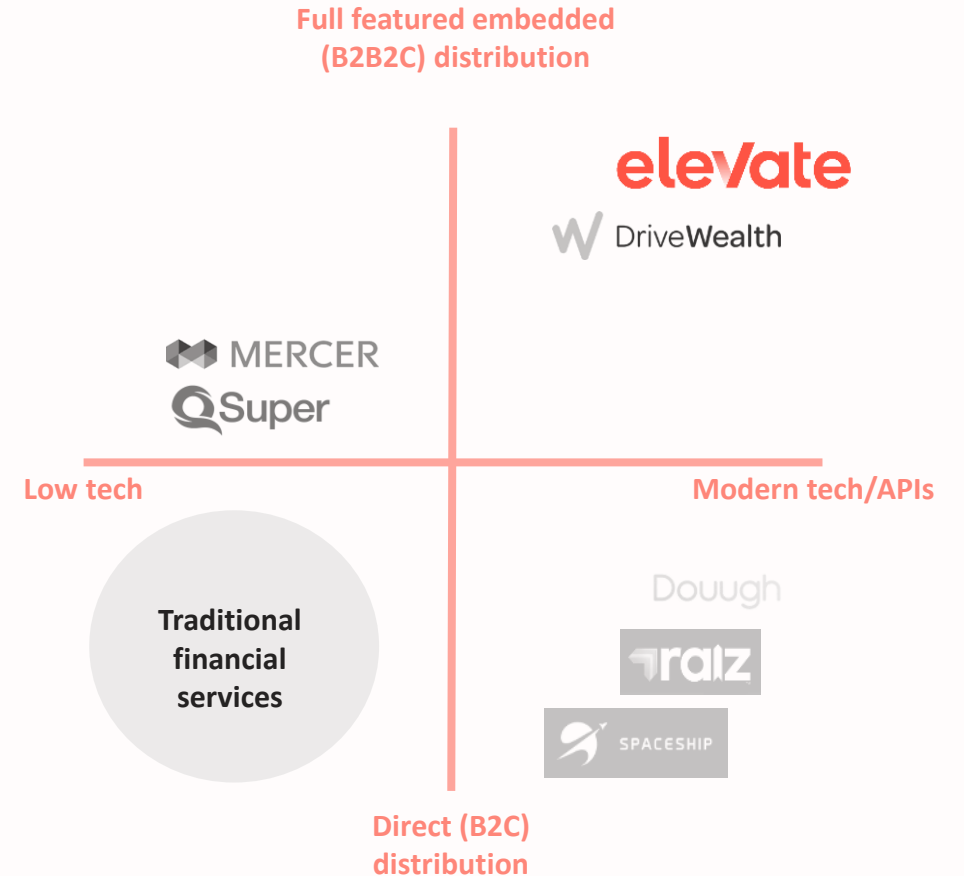 Full featured embedded
(B2B2C) distribution
elevate
DriveWealth
MERCER
QSuper
Low tech
Modern tech/APIs
Douugh
Traditional
financial
services
raiz
SPACESHIP
Direct (B2C)
distribution